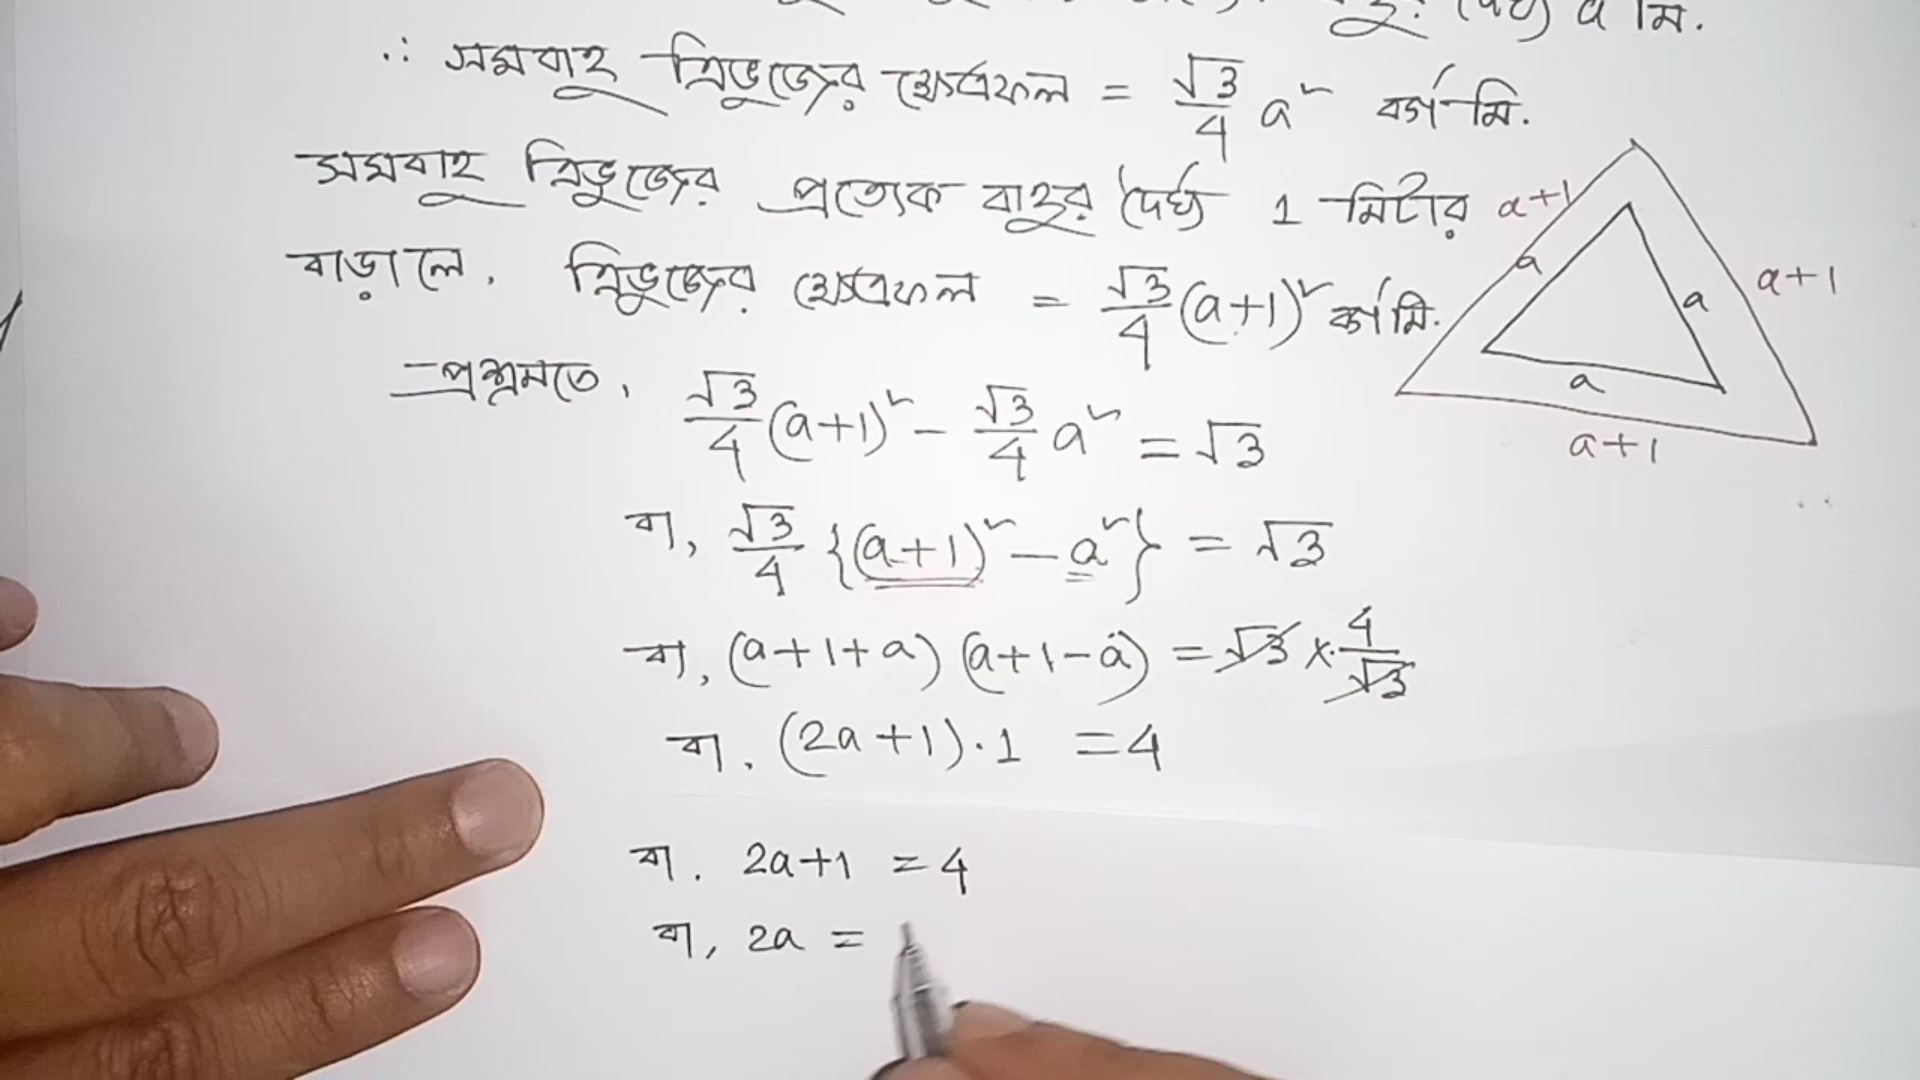 বাহুর দৈর্ঘ্য a মি.
∴ সমবাহু ত্রিভুজের ক্ষেত্রফল = √3/4 a² বর্গমি.
সমবাহু ত্রিভুজের প্রত্যেক বাহুর দৈর্ঘ্য 1 মিটার
বাড়ালে, ত্রিভুজের ক্ষেত্রফল = √3/4 (a+1)² বর্গমি.
প্রশ্নমতে, √3/4 (a+1)² − √3/4 a² = √3
বা, √3/4 {(a+1)² − a²} = √3
বা, (a+1+a) (a+1−a) = √3 × 4/√3
বা, (2a+1)·1 = 4
বা, 2a+1 = 4
বা, 2a =
a+1
a
a+1
a
a
a+1